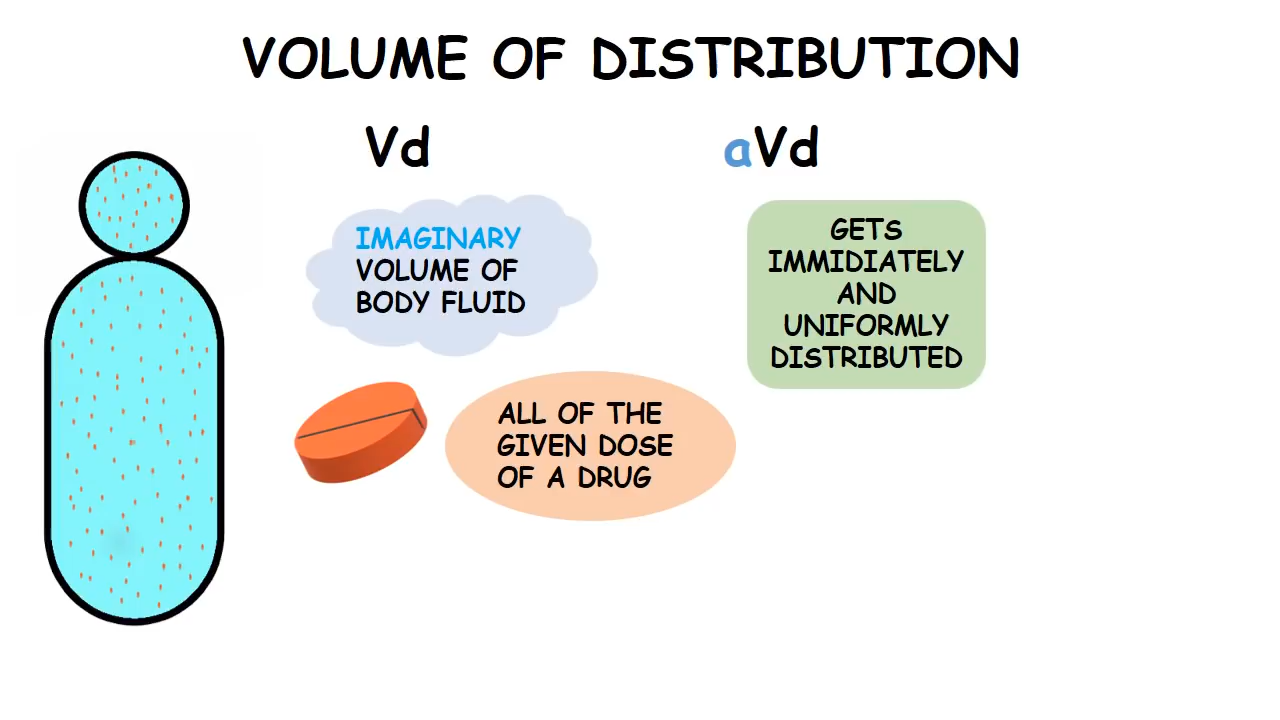 VOLUME OF DISTRIBUTION
Vd
aVd
IMAGINARY
VOLUME OF
BODY FLUID
GETS
IMMIDIATELY
AND
UNIFORMLY
DISTRIBUTED
ALL OF THE
GIVEN DOSE
OF A DRUG